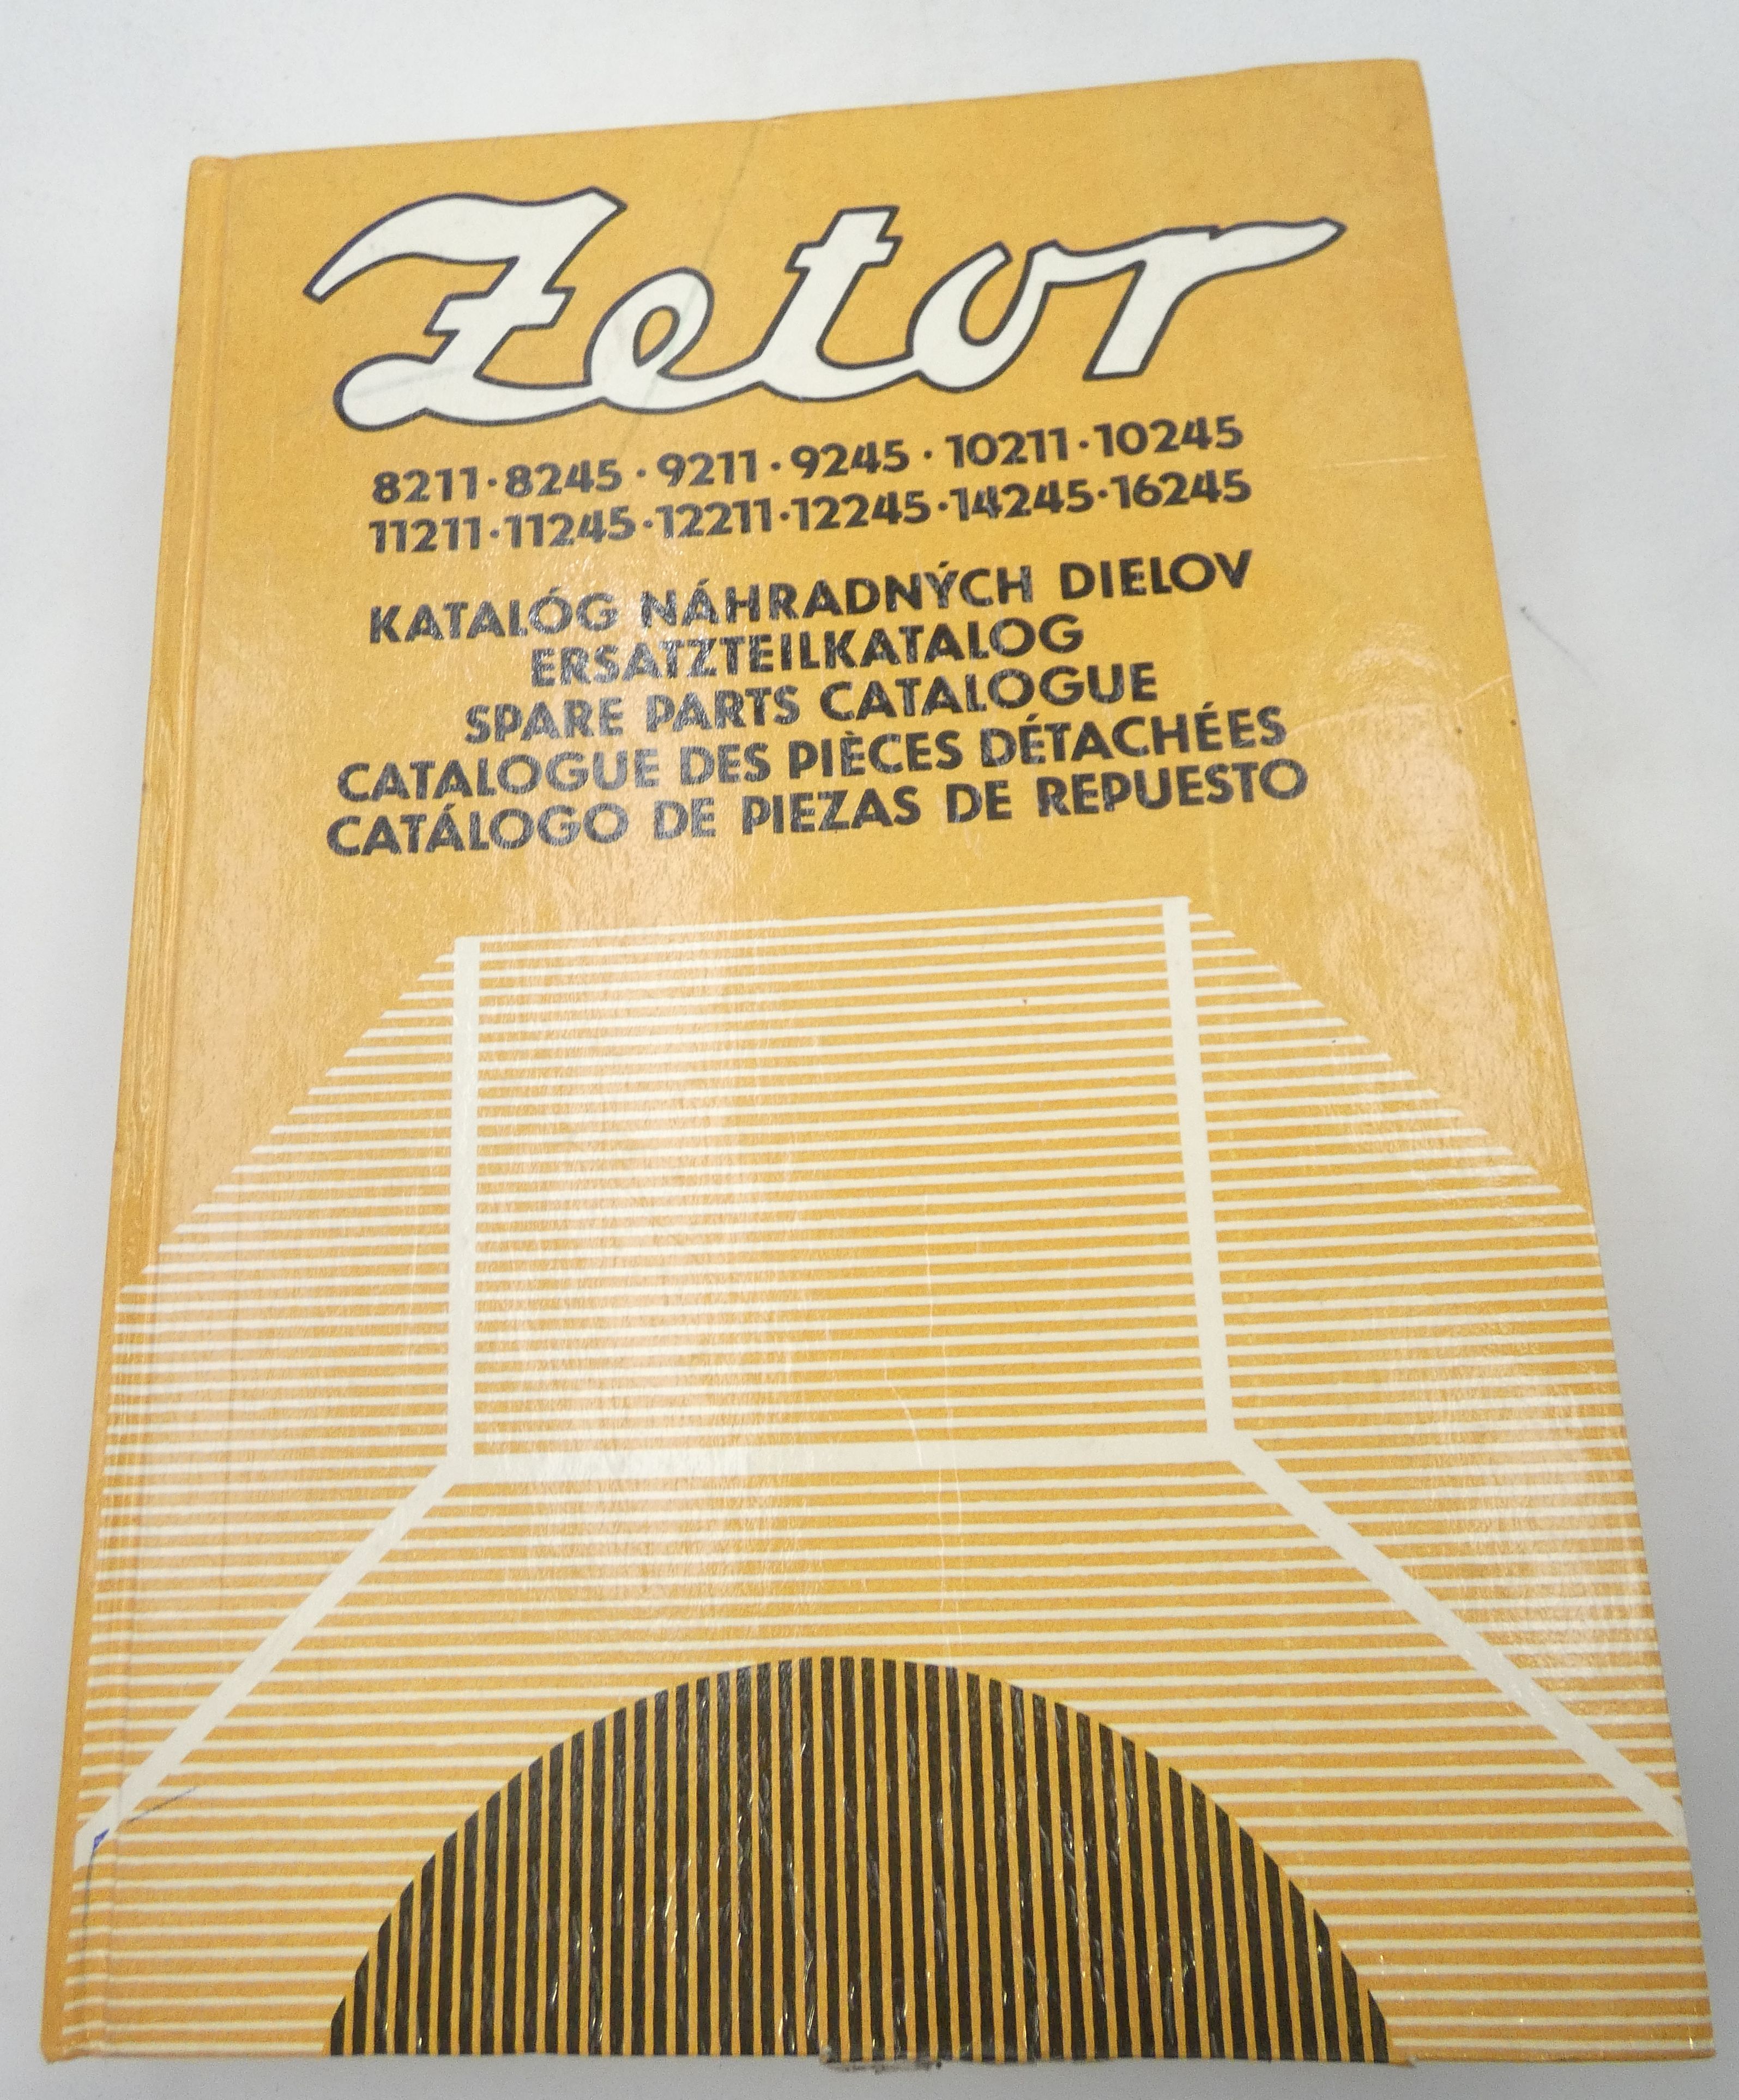 Zetor
8211·8245·9211·9245·10211·10245
11211·11245·12211·12245·14245·16245
KATALÓG NÁHRADNÝCH DIELOV
ERSATZTEILKATALOG
SPARE PARTS CATALOGUE
CATALOGUE DES PIÈCES DÉTACHÉES
CATÁLOGO DE PIEZAS DE REPUESTO